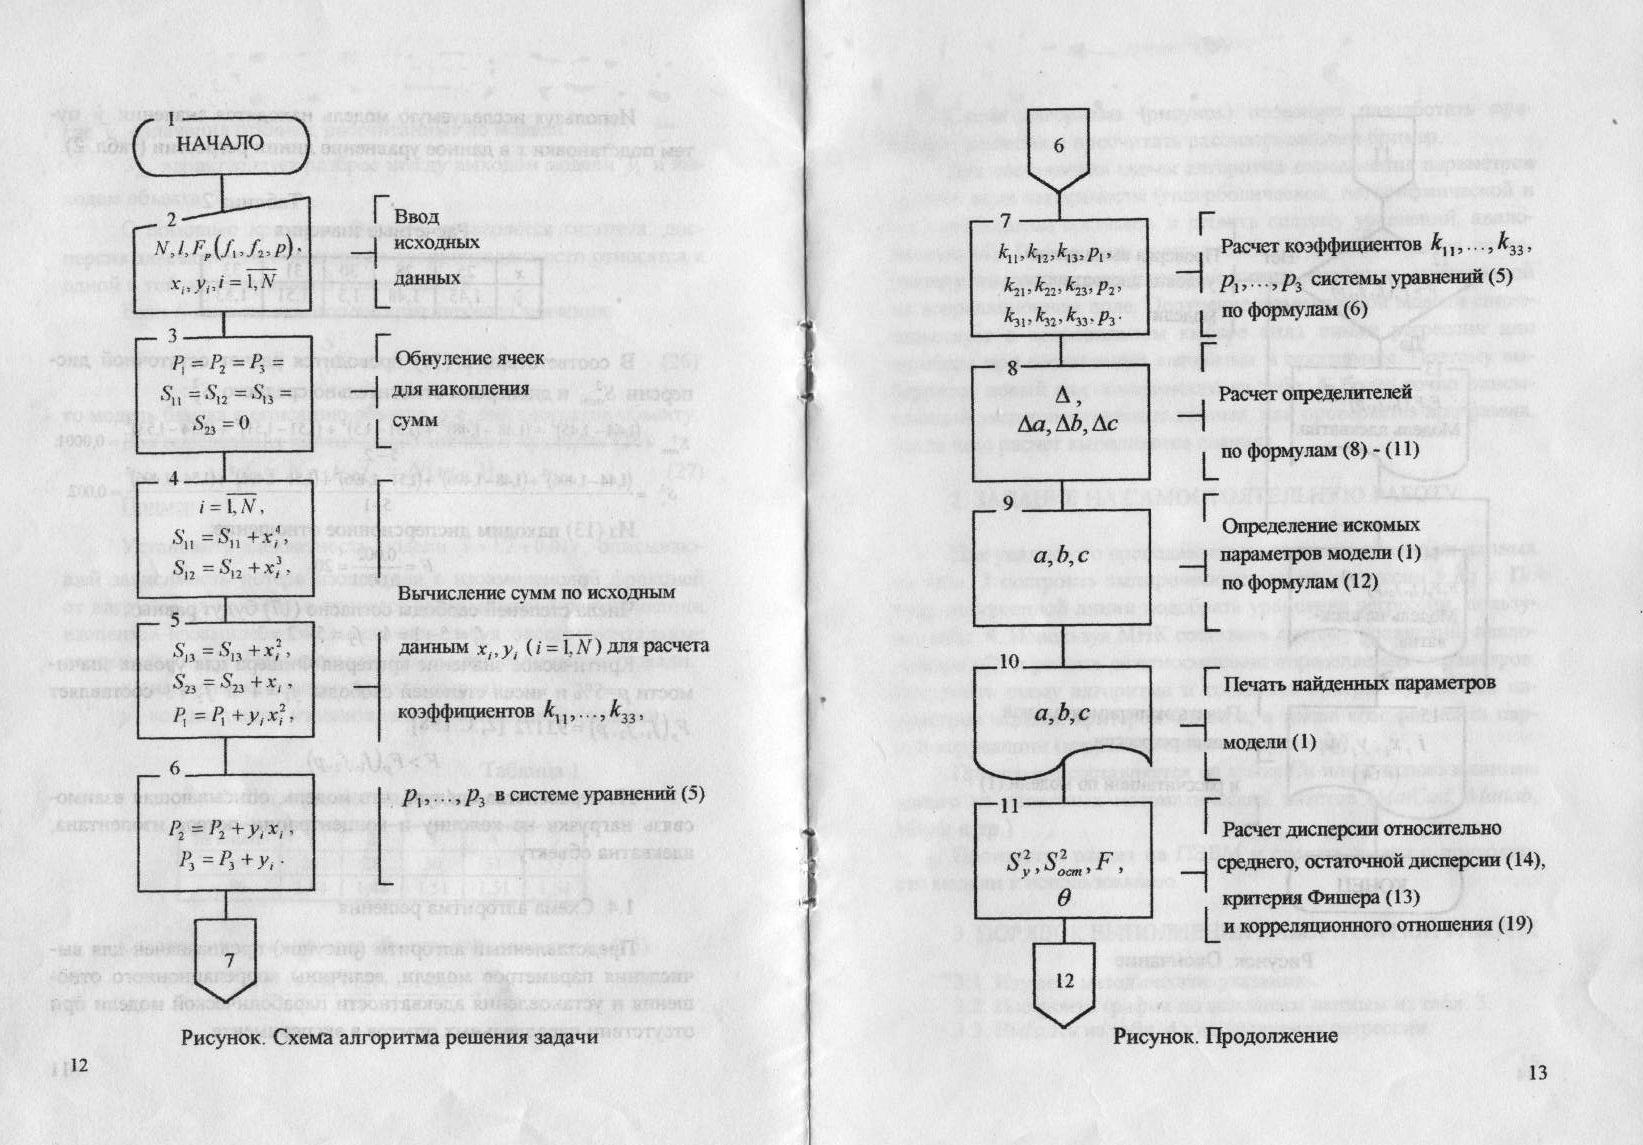 1
НАЧАЛО
2
N, l, F_p (f_1, f_2, p),
x_i, y_i, i = 1, N
Ввод
исходных
данных
3
P_1 = P_2 = P_3 =
S_11 = S_12 = S_13 =
S_23 = 0
Обнуление ячеек
для накопления
сумм
4
i = 1, N,
S_11 = S_11 + x_i^4,
S_12 = S_12 + x_i^3,
5
S_13 = S_13 + x_i^2,
S_23 = S_23 + x_i,
P_1 = P_1 + y_i x_i^2,
6
P_2 = P_2 + y_i x_i,
P_3 = P_3 + y_i.
Вычисление сумм по исходным
данным x_i, y_i (i = 1, N) для расчета
коэффициентов k_11,...,k_33,
p_1,...,p_3 в системе уравнений (5)
7
Рисунок. Схема алгоритма решения задачи
12
6
7
k_11, k_12, k_13, P_1,
k_21, k_22, k_23, P_2,
k_31, k_32, k_33, P_3.
Расчет коэффициентов k_11,...,k_33,
p_1,...,p_3 системы уравнений (5)
по формулам (6)
8
Δ,
Δa, Δb, Δc
Расчет определителей
по формулам (8) - (11)
9
a, b, c
Определение искомых
параметров модели (1)
по формулам (12)
10
a, b, c
Печать найденных параметров
модели (1)
11
S_y^2, S_ост^2, F,
θ
Расчет дисперсии относительно
среднего, остаточной дисперсии (14),
критерия Фишера (13)
и корреляционного отношения (19)
12
Рисунок. Продолжение
13